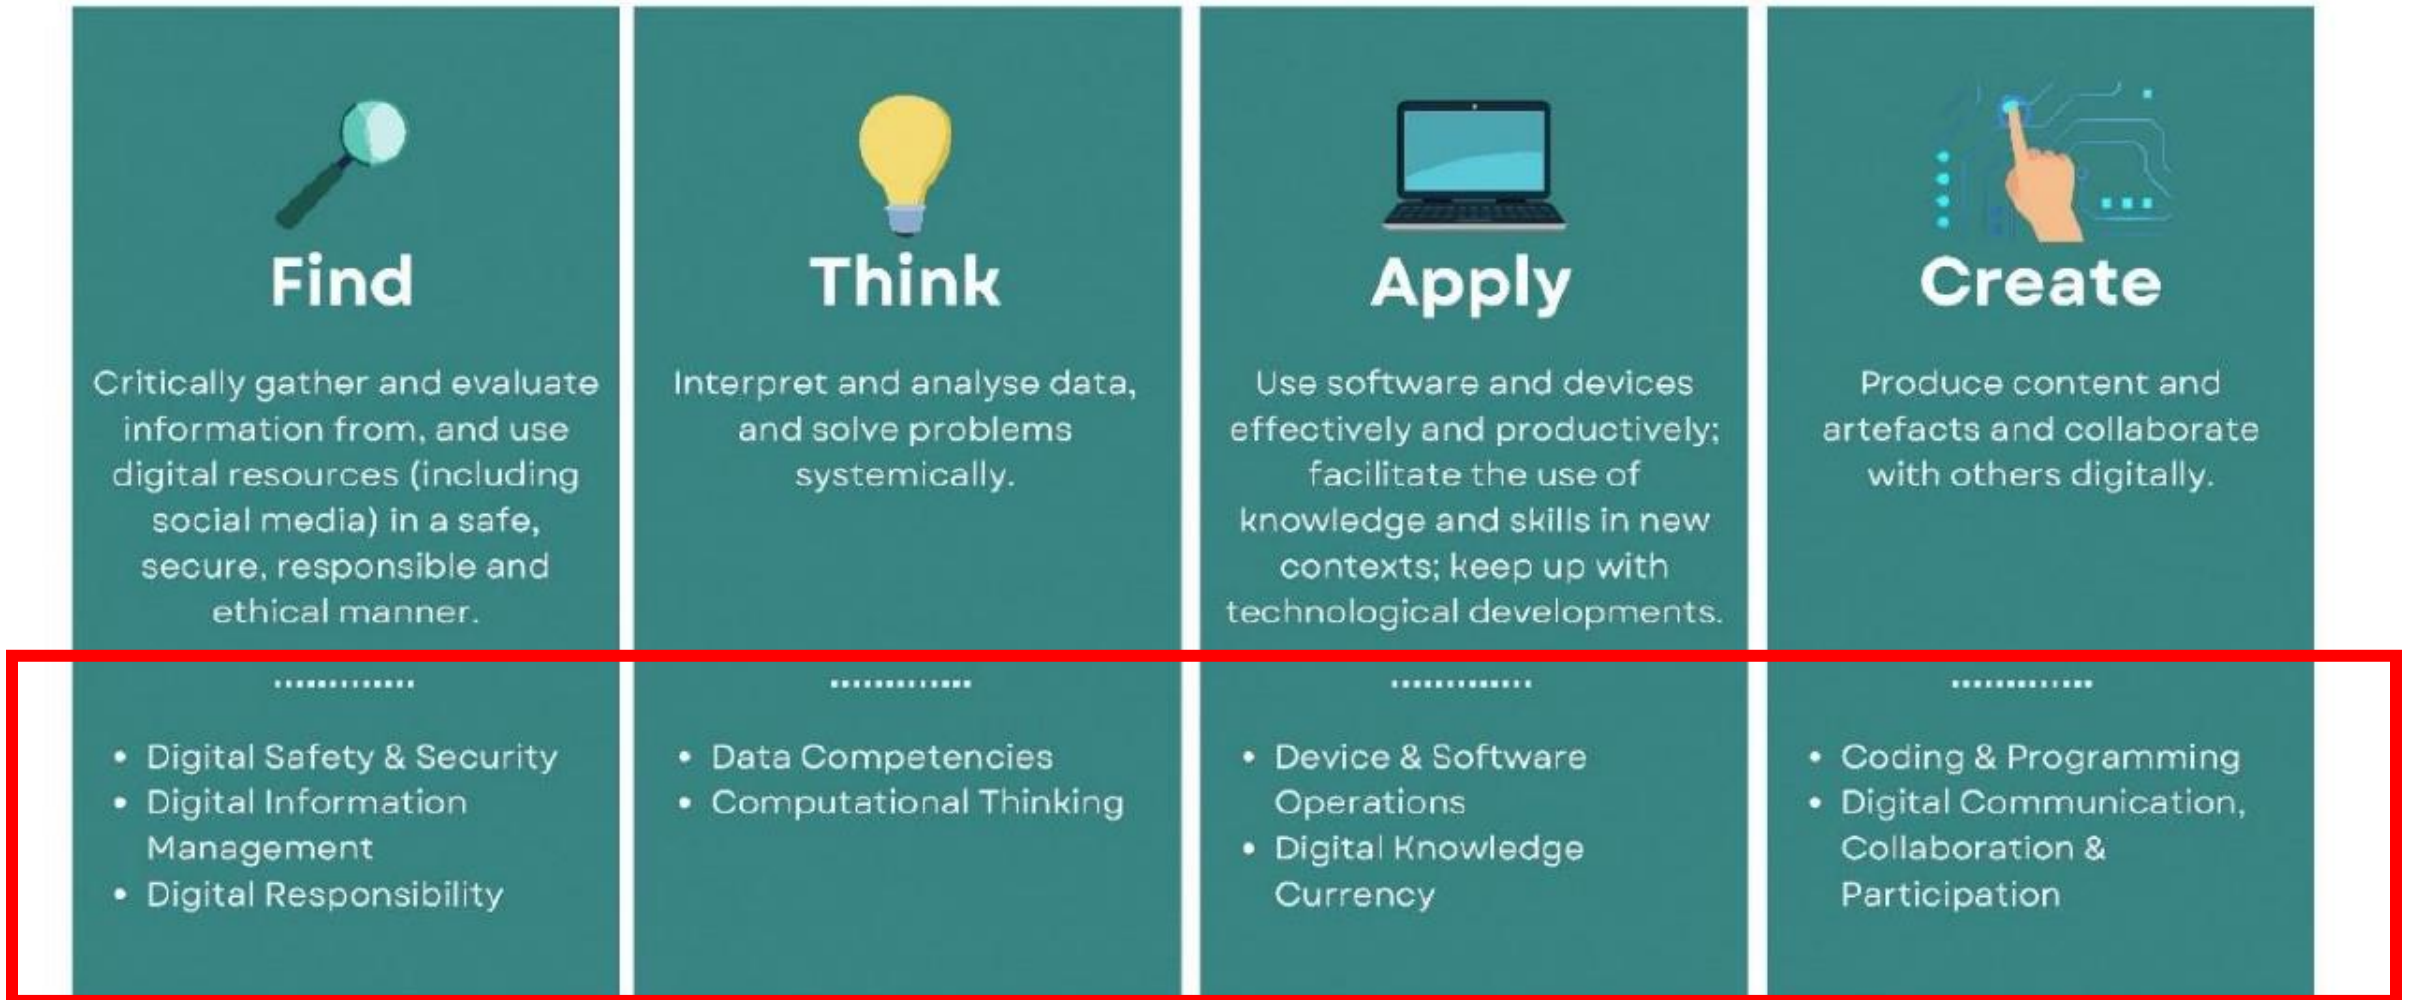 Find
Critically gather and evaluate
information from, and use
digital resources (including
social media) in a safe,
secure, responsible and
ethical manner.
• Digital Safety & Security
• Digital Information
Management
• Digital Responsibility
Think
Interpret and analyse data,
and solve problems
systemically.
• Data Competencies
• Computational Thinking
Apply
Use software and devices
effectively and productively;
facilitate the use of
knowledge and skills in new
contexts; keep up with
technological developments.
• Device & Software
Operations
• Digital Knowledge
Currency
Create
Produce content and
artefacts and collaborate
with others digitally.
• Coding & Programming
• Digital Communication,
Collaboration &
Participation